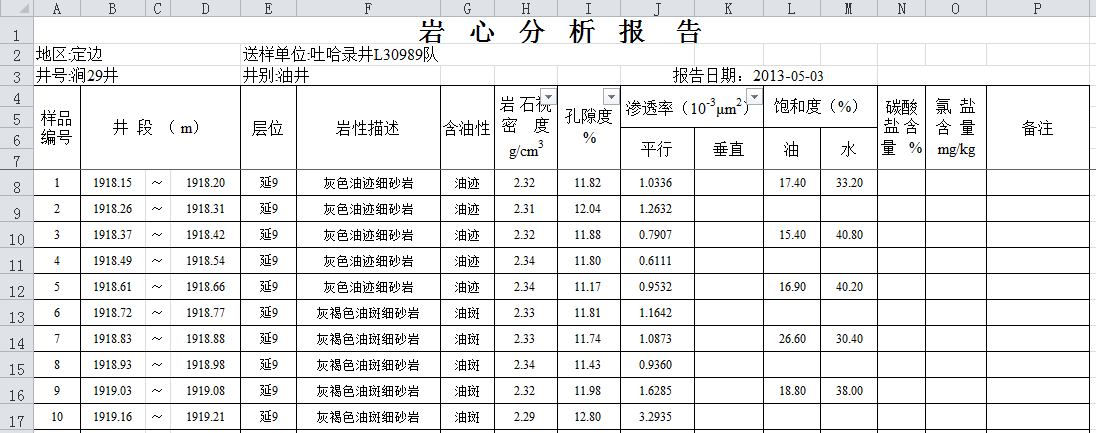 A B C D E F G H I J K L M N O P
1 岩 心 分 析 报 告
2 地区:定边 送样单位:吐哈录井L30989队
3 井号:涧29井 井别:油井 报告日期：2013-05-03
4 5 6 7
样品编号 井 段 （m） 层位 岩性描述 含油性 岩石视密 度 g/cm3 孔隙度 % 渗透率（10-3μm2） 饱和度（%） 碳酸盐含量 % 氯 盐含 量 mg/kg 备注
平行 垂直 油 水
8 1 1918.15 ～ 1918.20 延9 灰色油迹细砂岩 油迹 2.32 11.82 1.0336 17.40 33.20
9 2 1918.26 ～ 1918.31 延9 灰色油迹细砂岩 油迹 2.31 12.04 1.2632
10 3 1918.37 ～ 1918.42 延9 灰色油迹细砂岩 油迹 2.32 11.88 0.7907 15.40 40.80
11 4 1918.49 ～ 1918.54 延9 灰色油迹细砂岩 油迹 2.34 11.80 0.6111
12 5 1918.61 ～ 1918.66 延9 灰色油迹细砂岩 油迹 2.34 11.17 0.9532 16.90 40.20
13 6 1918.72 ～ 1918.77 延9 灰褐色油斑细砂岩 油斑 2.33 11.81 1.1642
14 7 1918.83 ～ 1918.88 延9 灰褐色油斑细砂岩 油斑 2.33 11.74 1.0873 26.60 30.40
15 8 1918.93 ～ 1918.98 延9 灰褐色油斑细砂岩 油斑 2.34 11.43 0.9360
16 9 1919.03 ～ 1919.08 延9 灰褐色油斑细砂岩 油斑 2.32 11.98 1.6285 18.80 38.00
17 10 1919.16 ～ 1919.21 延9 灰褐色油斑细砂岩 油斑 2.29 12.80 3.2935